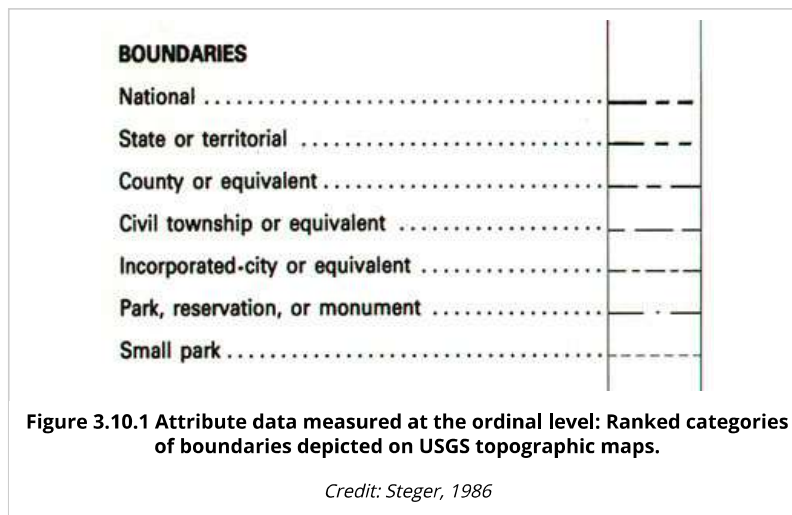 BOUNDARIES
National
State or territorial
County or equivalent
Civil township or equivalent
Incorporated-city or equivalent
Park, reservation, or monument
Small park
Figure 3.10.1 Attribute data measured at the ordinal level: Ranked categories
of boundaries depicted on USGS topographic maps.
Credit: Steger, 1986